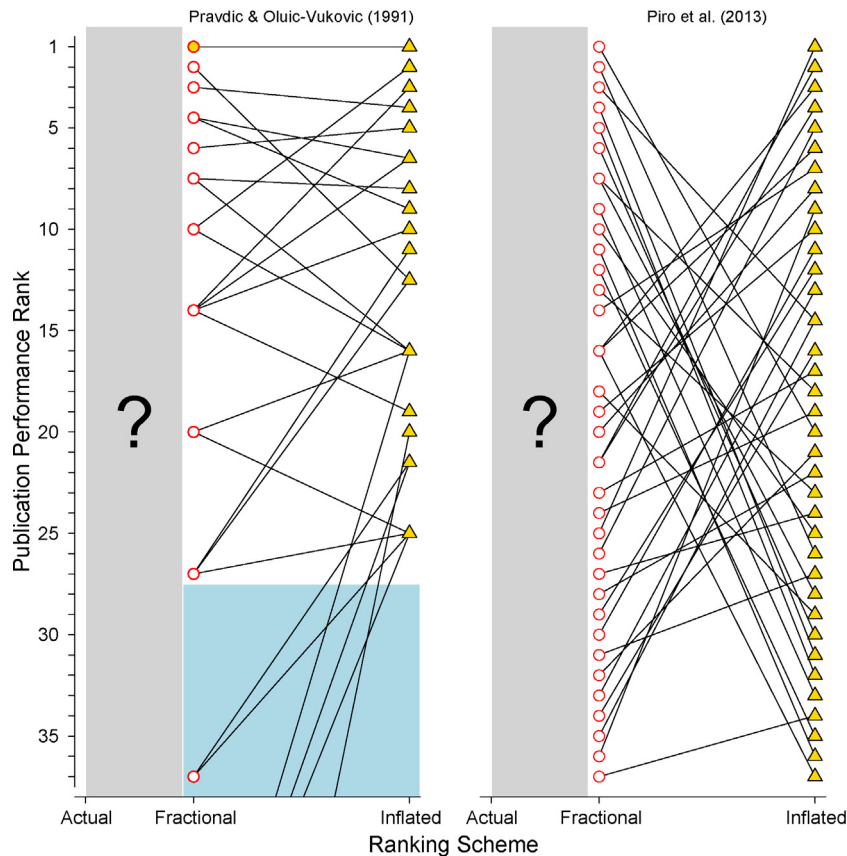 Pravdic & Oluic-Vukovic (1991)
Piro et al. (2013)
Publication Performance Rank
1
5
10
15
20
25
30
35
?
?
Actual
Fractional
Inflated
Actual
Fractional
Inflated
Ranking Scheme